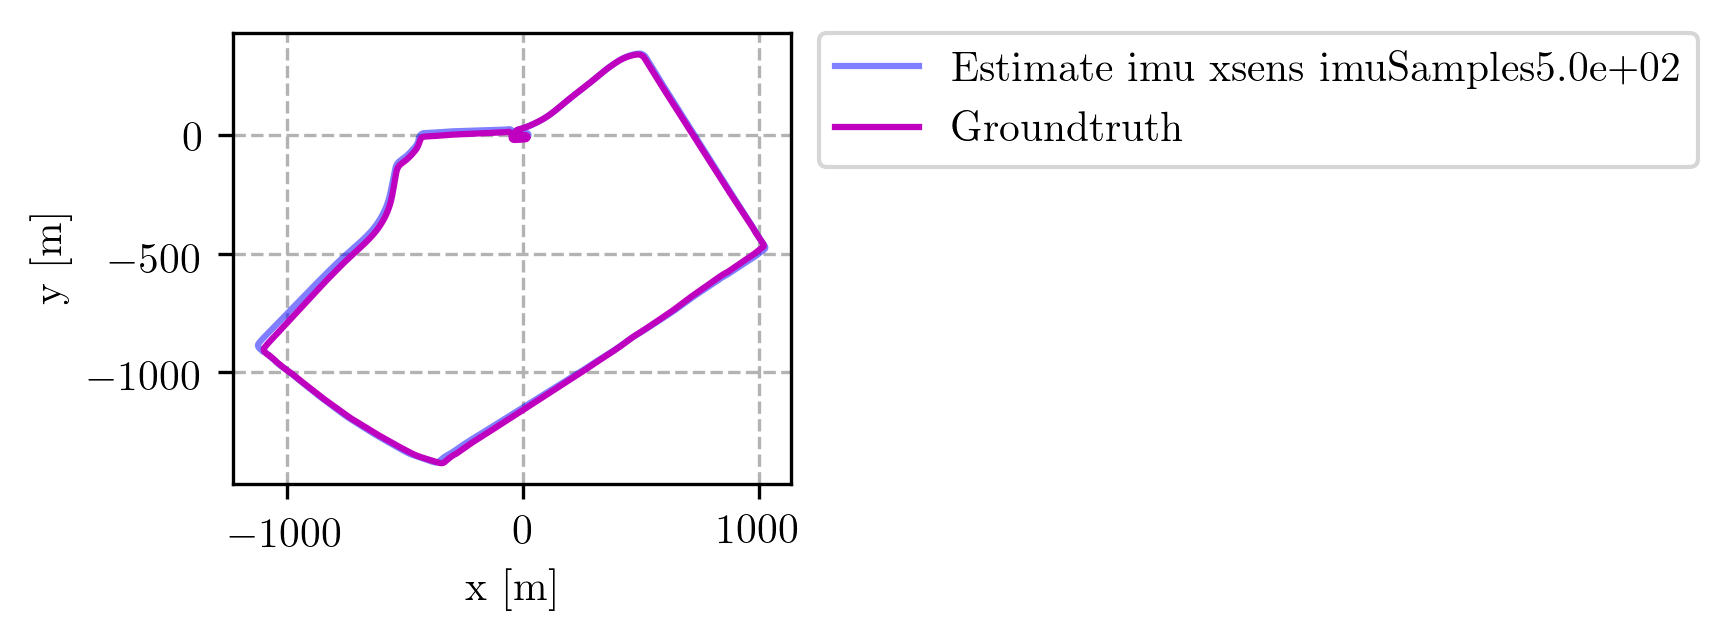 Estimate imu xsens imuSamples5.0e+02
Groundtruth
0
−500
−1000
y [m]
−1000 0 1000
x [m]